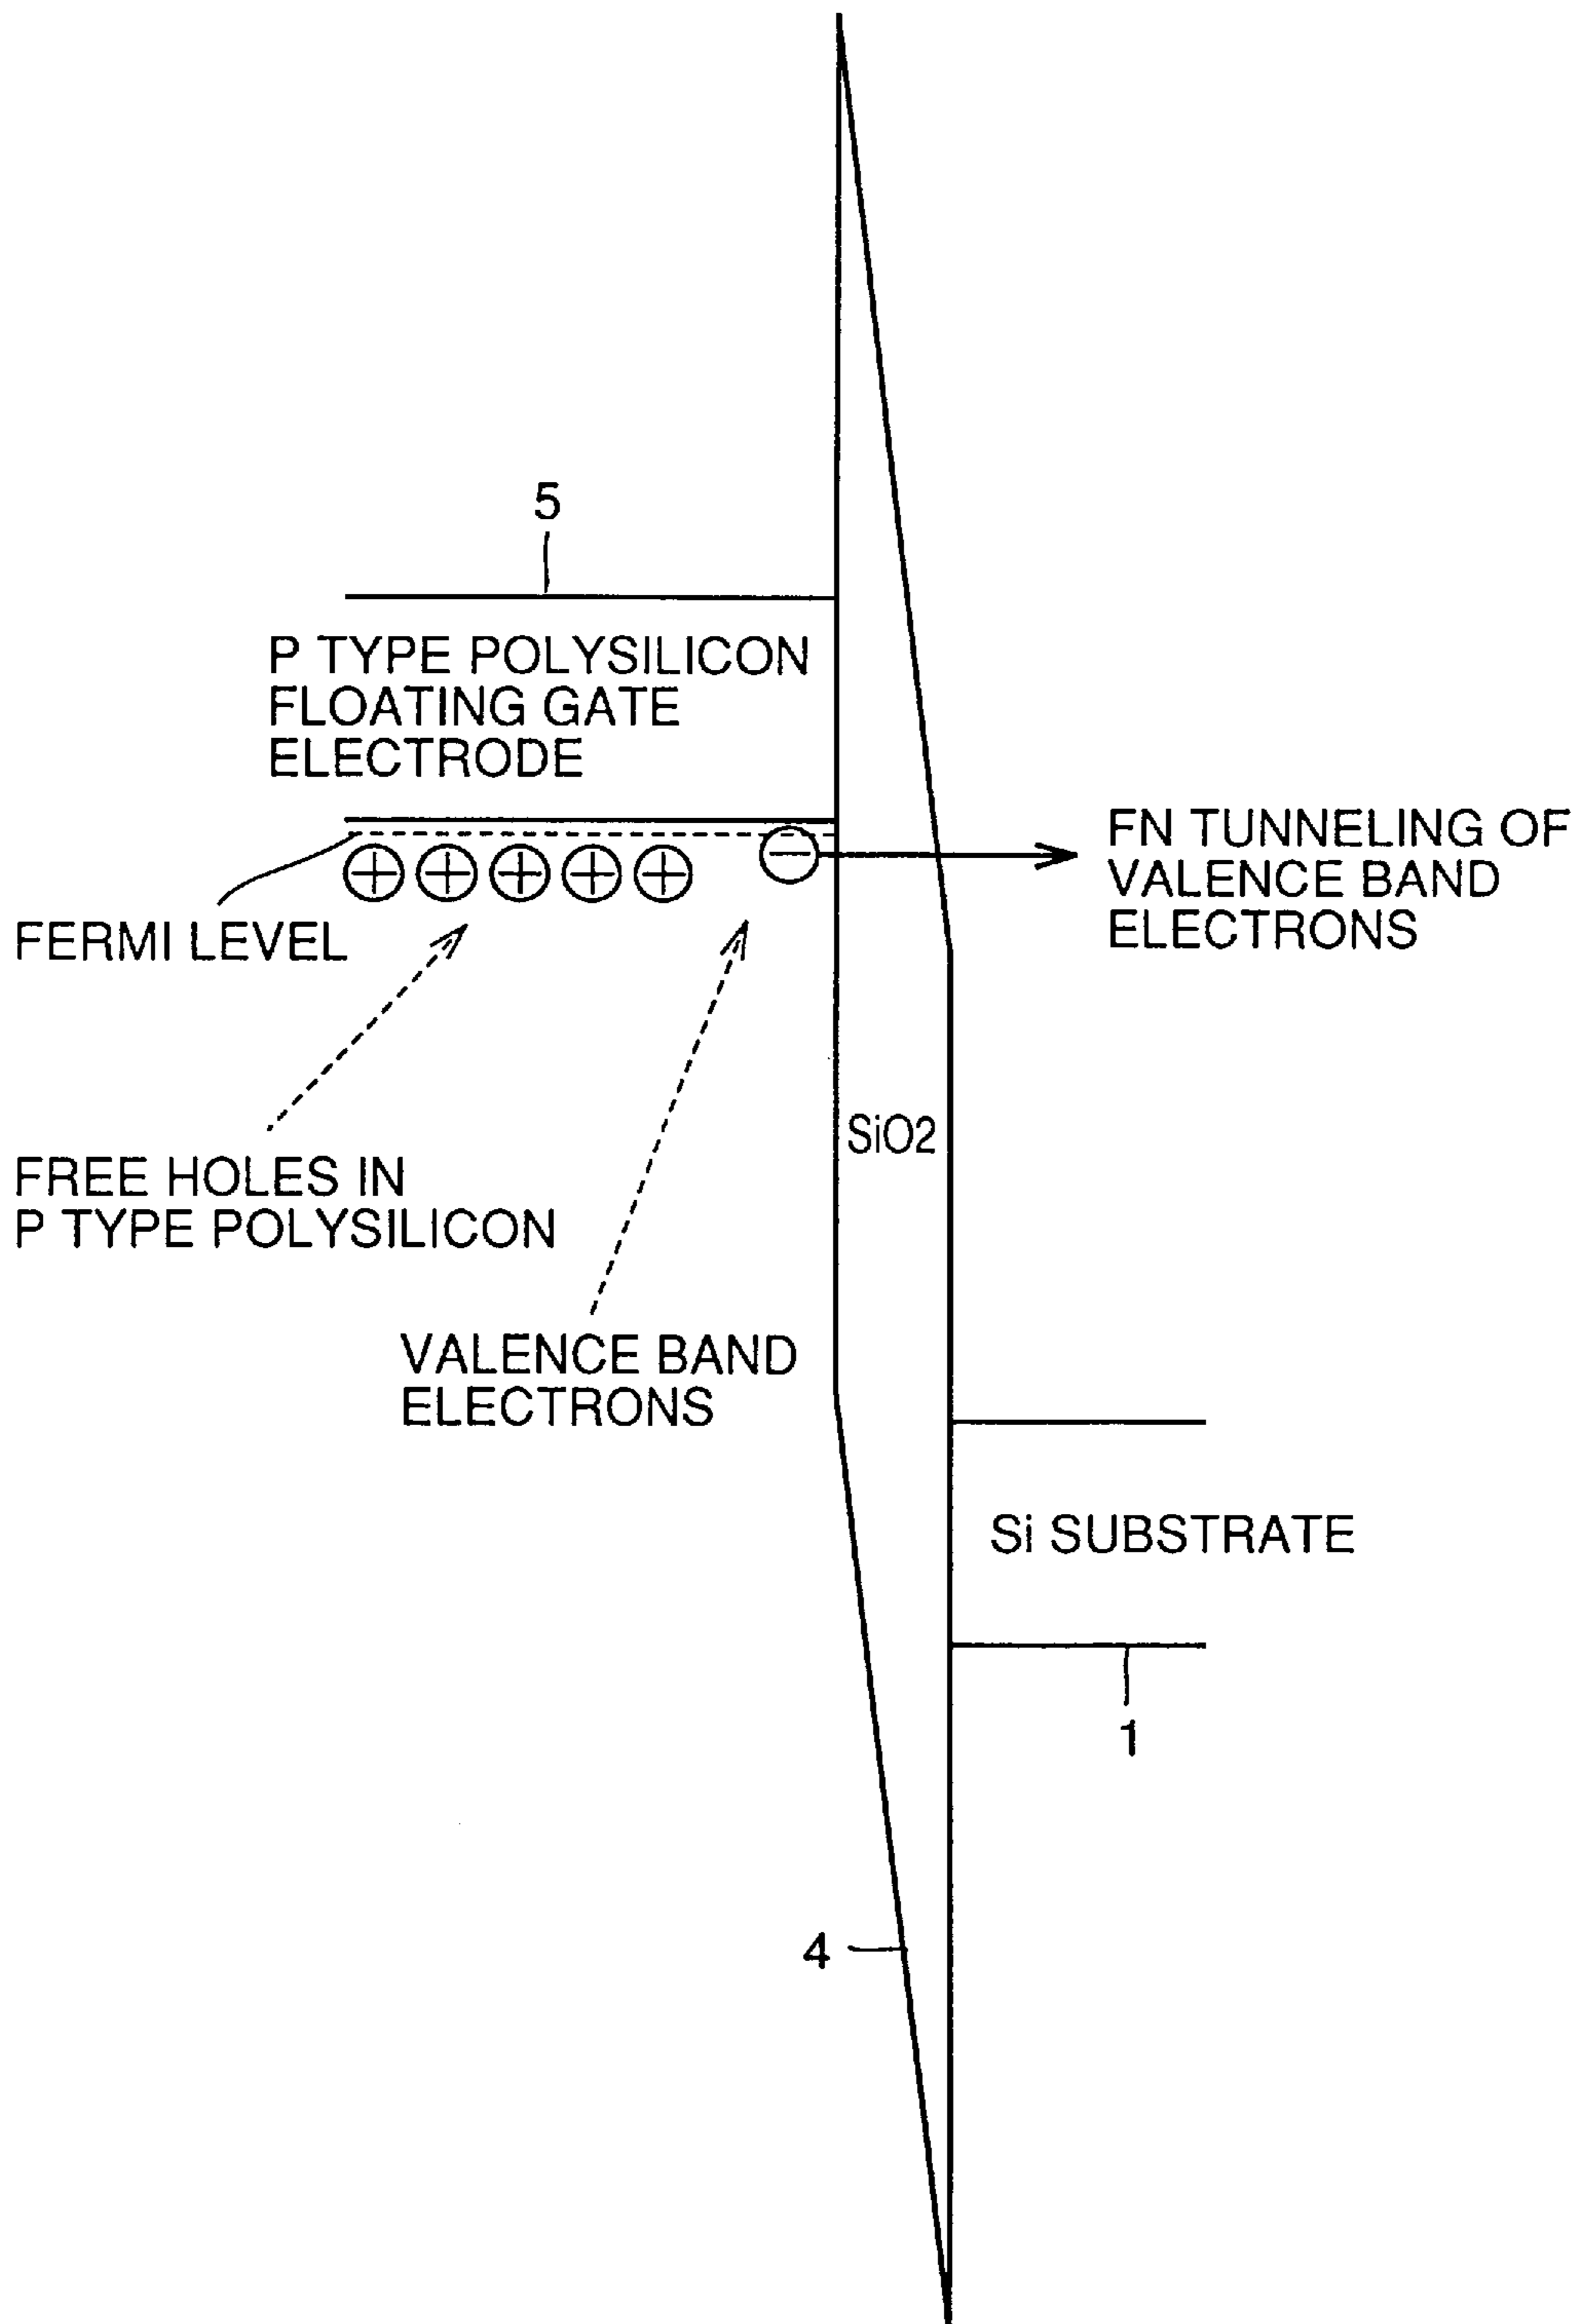 5
P TYPE POLYSILICON
FLOATING GATE
ELECTRODE
FN TUNNELING OF
VALENCE BAND
ELECTRONS
FERMI LEVEL
SiO2
FREE HOLES IN
P TYPE POLYSILICON
VALENCE BAND
ELECTRONS
Si SUBSTRATE
1
4